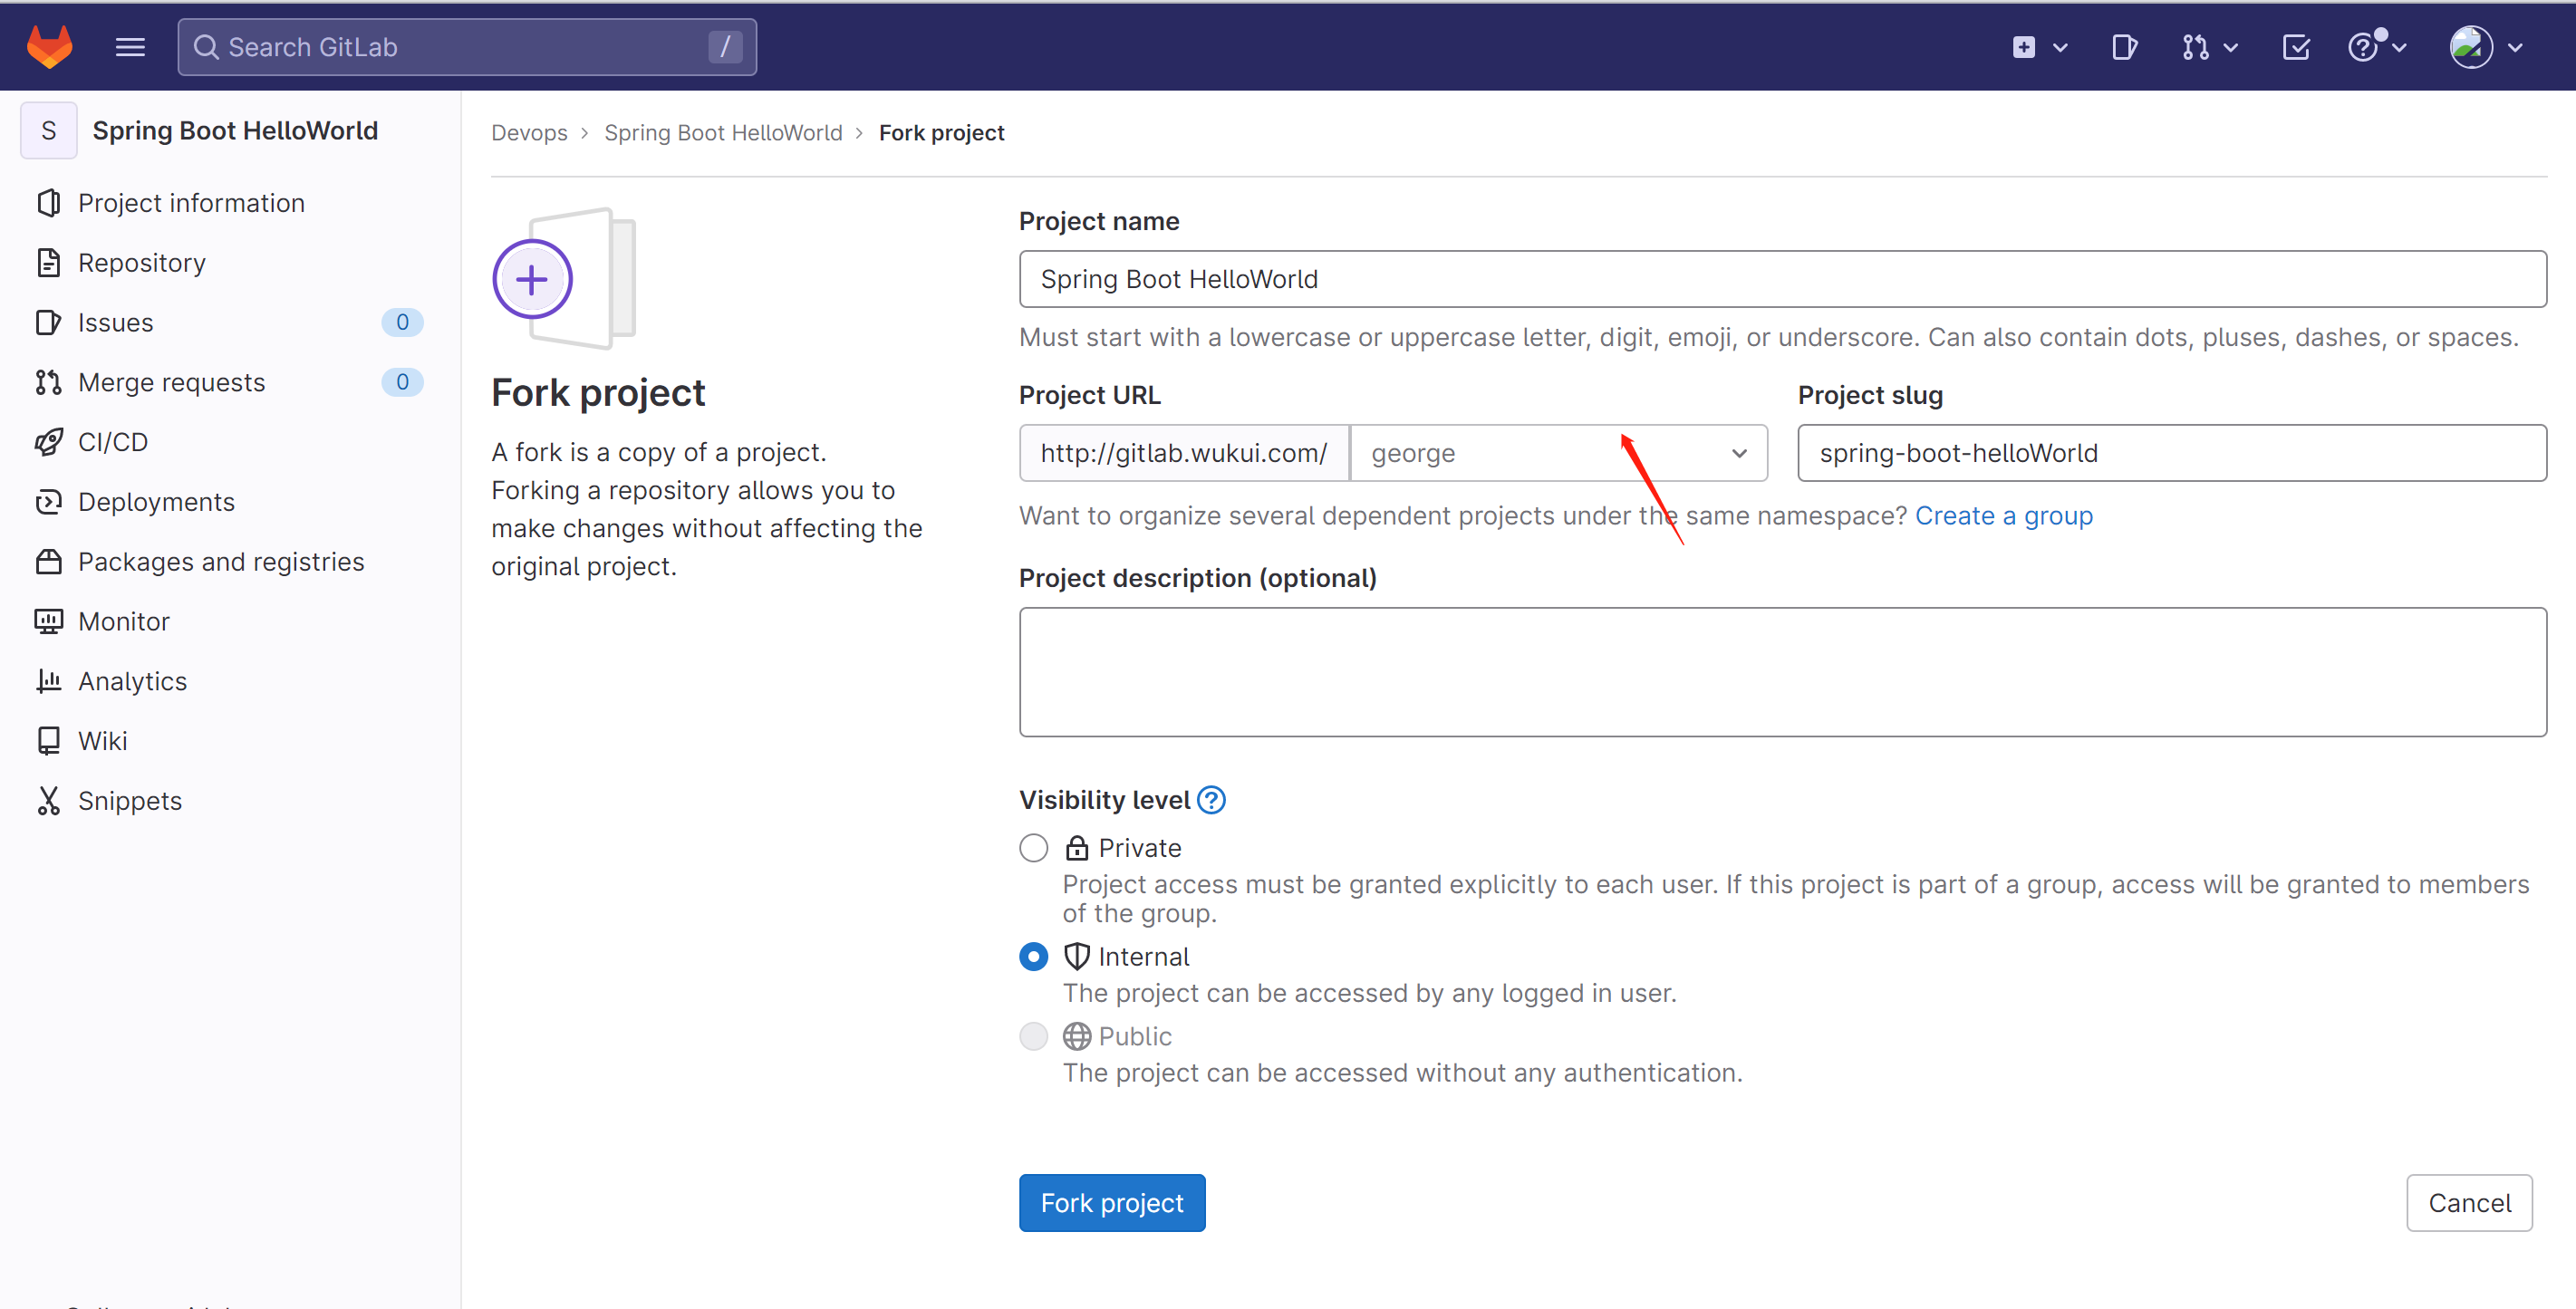 Search GitLab
/
S
Spring Boot HelloWorld
Project information
Repository
Issues
0
Merge requests
0
CI/CD
Deployments
Packages and registries
Monitor
Analytics
Wiki
Snippets
Devops > Spring Boot HelloWorld > Fork project
Fork project
A fork is a copy of a project.
Forking a repository allows you to
make changes without affecting the
original project.
Project name
Spring Boot HelloWorld
Must start with a lowercase or uppercase letter, digit, emoji, or underscore. Can also contain dots, pluses, dashes, or spaces.
Project URL
http://gitlab.wukui.com/
george
Project slug
spring-boot-helloWorld
Want to organize several dependent projects under the same namespace? Create a group
Project description (optional)
Visibility level ?
Private
Project access must be granted explicitly to each user. If this project is part of a group, access will be granted to members
of the group.
Internal
The project can be accessed by any logged in user.
Public
The project can be accessed without any authentication.
Fork project
Cancel